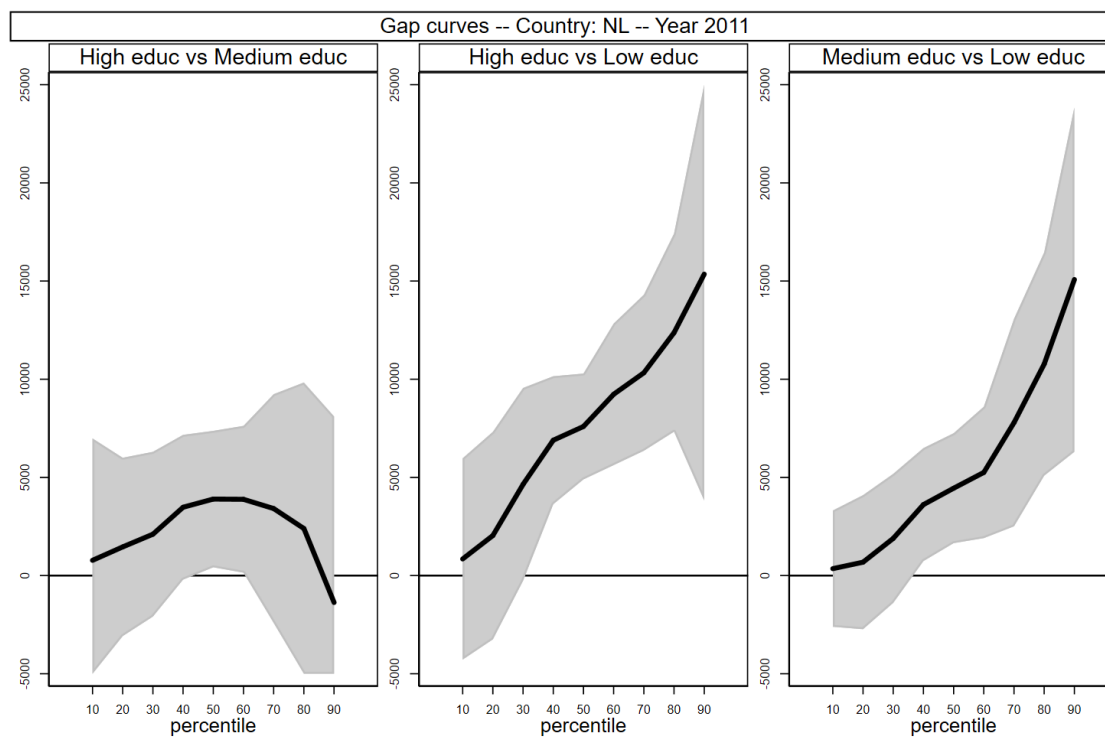 Gap curves -- Country: NL -- Year 2011
High educ vs Medium educ
25000
20000
15000
10000
5000
0
-5000
10 20 30 40 50 60 70 80 90
percentile
High educ vs Low educ
25000
20000
15000
10000
5000
0
-5000
10 20 30 40 50 60 70 80 90
percentile
Medium educ vs Low educ
25000
20000
15000
10000
5000
0
-5000
10 20 30 40 50 60 70 80 90
percentile